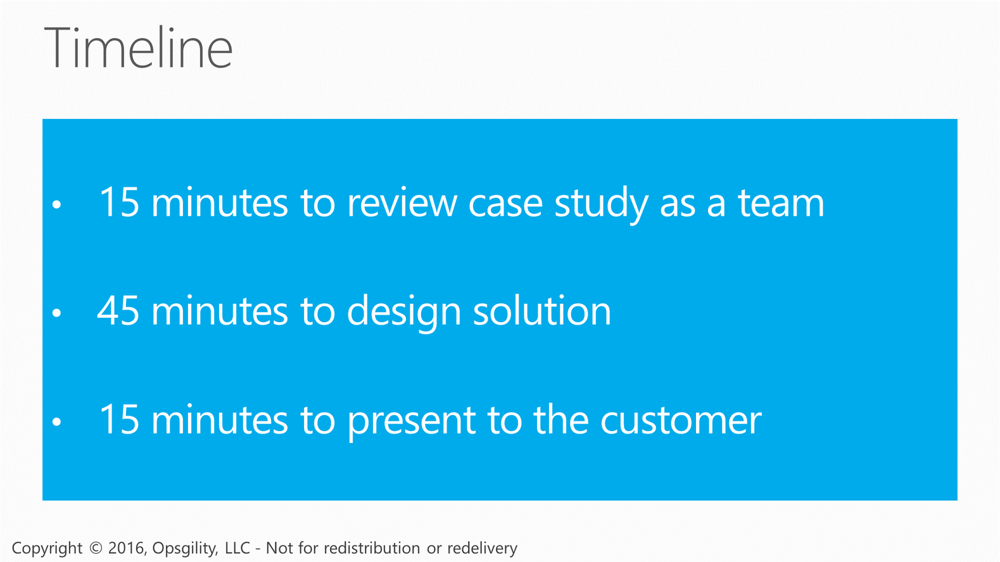 Timeline
• 15 minutes to review case study as a team
• 45 minutes to design solution
• 15 minutes to present to the customer
Copyright © 2016, Opsgility, LLC - Not for redistribution or redelivery